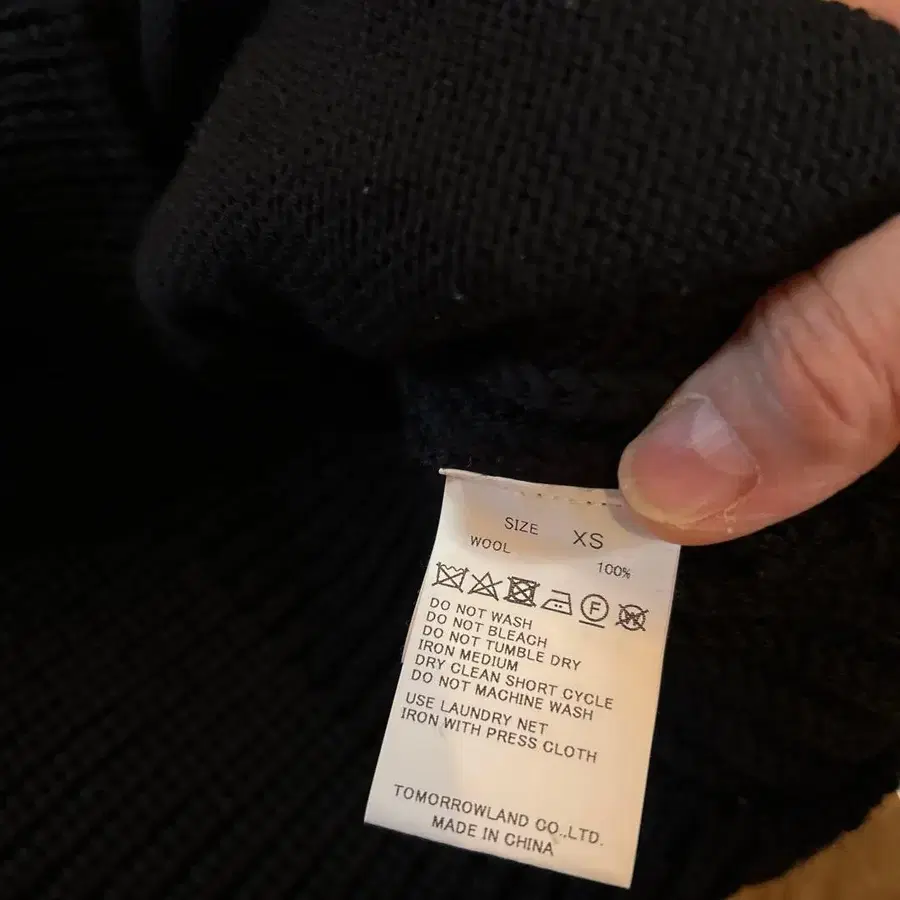 SIZE XS
WOOL 100%
F W
DO NOT WASH
DO NOT BLEACH
DO NOT TUMBLE DRY
IRON MEDIUM
DRY CLEAN SHORT CYCLE
DO NOT MACHINE WASH
USE LAUNDRY NET
IRON WITH PRESS CLOTH
TOMORROWLAND CO.,LTD.
MADE IN CHINA